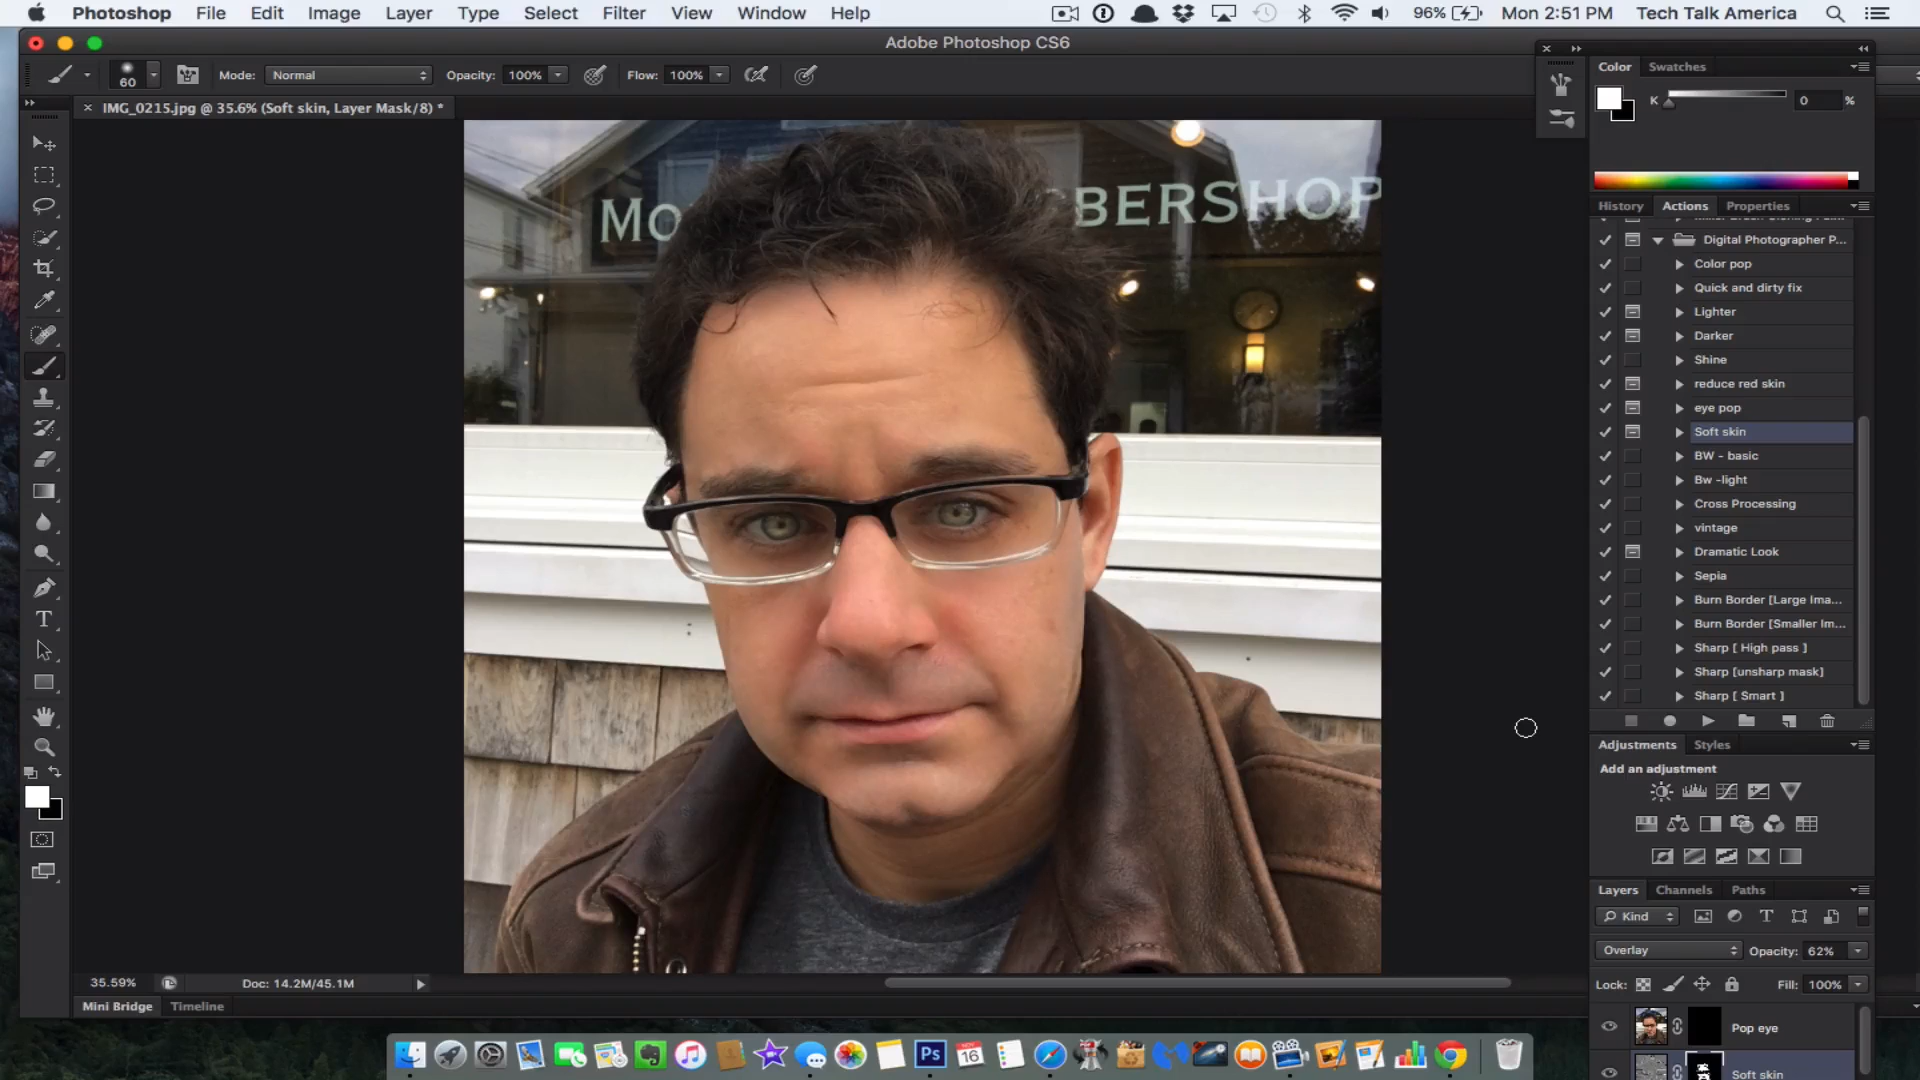 Photoshop File Edit Image Layer Type Select Filter View Window Help 96% Mon 2:51 PM Tech Talk America
Adobe Photoshop CS6
60 Mode: Normal Opacity: 100% Flow: 100%
IMG_0215.jpg @ 35.6% (Soft skin, Layer Mask/8) *
Color Swatches
K 0 %
BERSHOP
History Actions Properties
Digital Photographer P...
Color pop
Quick and dirty fix
Lighter
Darker
Shine
reduce red skin
eye pop
Soft skin
BW - basic
Bw -light
Cross Processing
vintage
Dramatic Look
Sepia
Burn Border [Large Ima...
Burn Border [Smaller Im...
Sharp [ High pass ]
Sharp [unsharp mask]
Sharp [ Smart ]
Adjustments Styles
Add an adjustment
Layers Channels Paths
Kind
Overlay Opacity: 62%
Lock: Fill: 100%
Pop eye
Soft skin
35.59% Doc: 14.2M/45.1M
Mini Bridge Timeline
Ps NOV 16